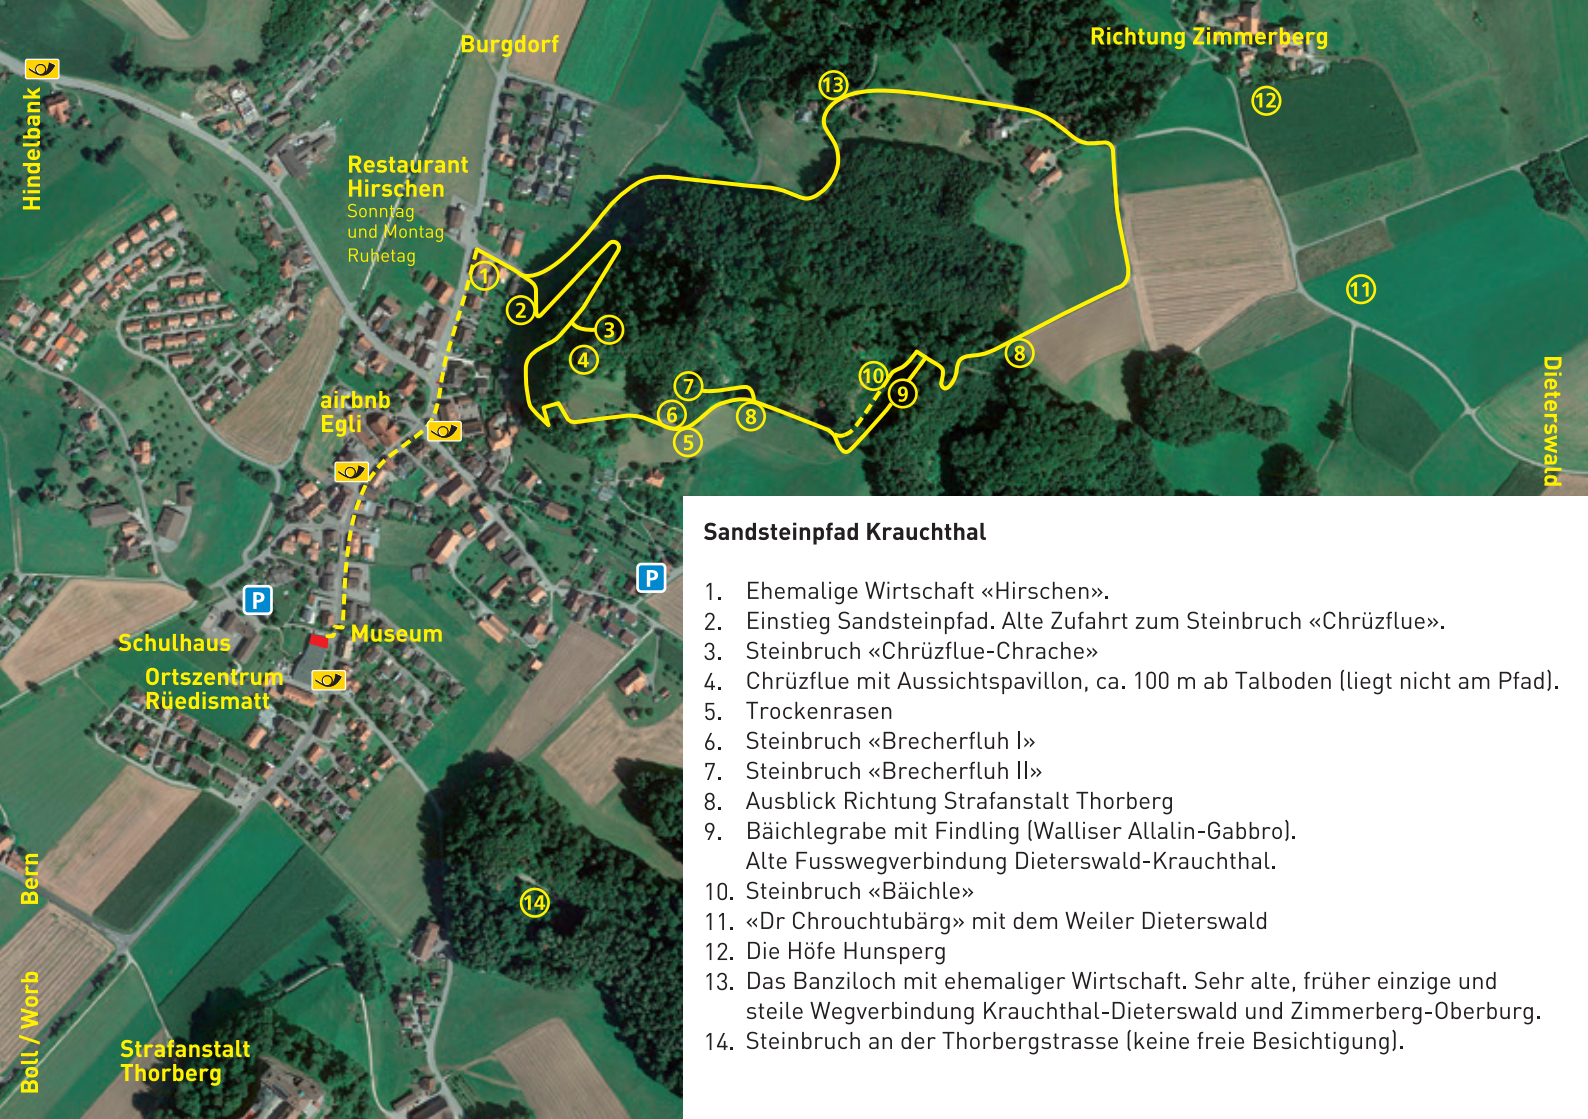 Burgdorf
Richtung Zimmerberg
Hindelbank
13
12
Restaurant
Hirschen
Sonntag
und Montag
Ruhetag
1
2
3
4
11
8
10
9
7
6
5
8
Dieterswald
airbnb
Egli
P
P
Schulhaus
Museum
Ortszentrum
Rüedismatt
14
Bern
Boll / Worb
Strafanstalt
Thorberg
Sandsteinpfad Krauchthal
1. Ehemalige Wirtschaft «Hirschen».
2. Einstieg Sandsteinpfad. Alte Zufahrt zum Steinbruch «Chrüzflue».
3. Steinbruch «Chrüzflue-Chrache»
4. Chrüzflue mit Aussichtspavillon, ca. 100 m ab Talboden (liegt nicht am Pfad).
5. Trockenrasen
6. Steinbruch «Brecherfluh I»
7. Steinbruch «Brecherfluh II»
8. Ausblick Richtung Strafanstalt Thorberg
9. Bäichlegrabe mit Findling (Walliser Allalin-Gabbro).
Alte Fusswegverbindung Dieterswald-Krauchthal.
10. Steinbruch «Bäichle»
11. «Dr Chrouchtubärg» mit dem Weiler Dieterswald
12. Die Höfe Hunsperg
13. Das Banziloch mit ehemaliger Wirtschaft. Sehr alte, früher einzige und
steile Wegverbindung Krauchthal-Dieterswald und Zimmerberg-Oberburg.
14. Steinbruch an der Thorbergstrasse (keine freie Besichtigung).